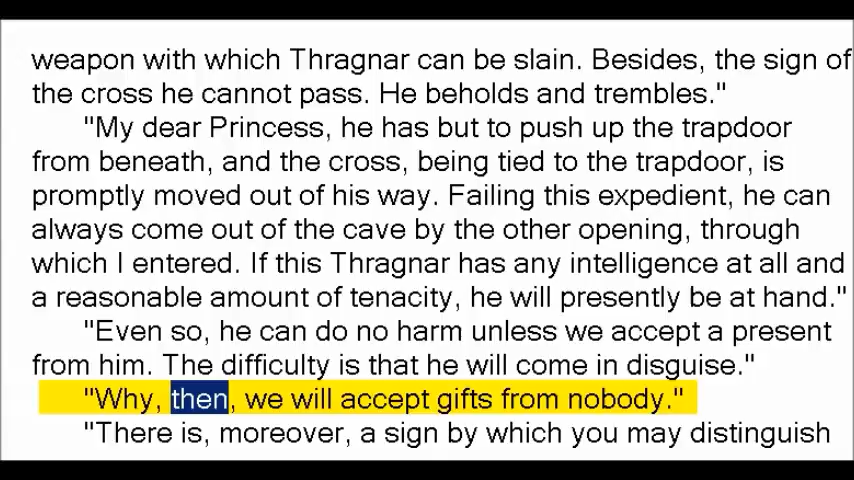 weapon with which Thragnar can be slain. Besides, the sign of
the cross he cannot pass. He beholds and trembles."
"My dear Princess, he has but to push up the trapdoor
from beneath, and the cross, being tied to the trapdoor, is
promptly moved out of his way. Failing this expedient, he can
always come out of the cave by the other opening, through
which I entered. If this Thragnar has any intelligence at all and
a reasonable amount of tenacity, he will presently be at hand."
"Even so, he can do no harm unless we accept a present
from him. The difficulty is that he will come in disguise."
"Why, then, we will accept gifts from nobody."
"There is, moreover, a sign by which you may distinguish